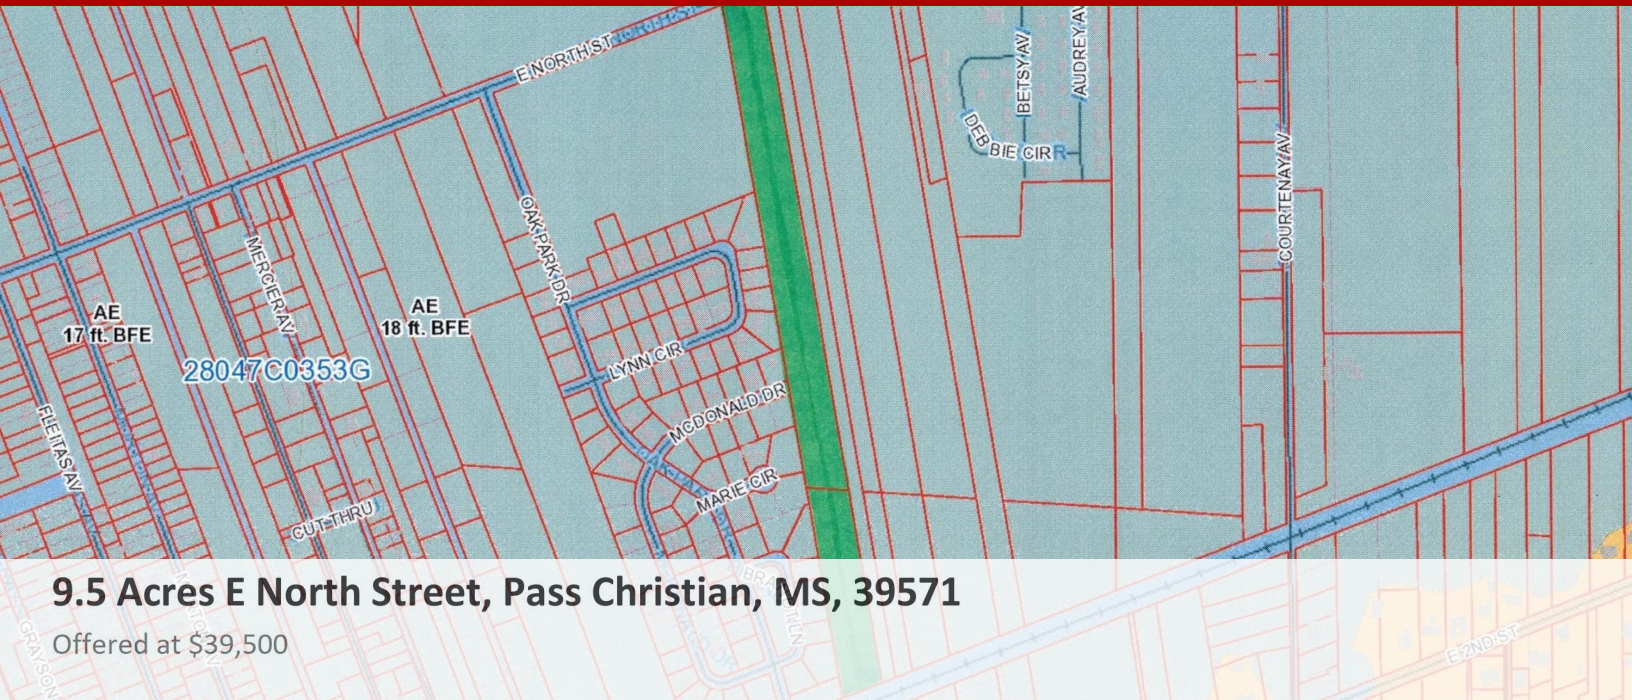 E NORTH ST
BETSY AV
AUDREY AV
DEBBIE CIR
COURTENAY AV
OAK PARK DR
MERCIER AV
AE
17 ft. BFE
AE
18 ft. BFE
28047C0353G
LYNN CIR
MCDONALD DR
FLEITAS AV
MARIE CIR
CUT THRU
9.5 Acres E North Street, Pass Christian, MS, 39571
Offered at $39,500
E 2ND ST